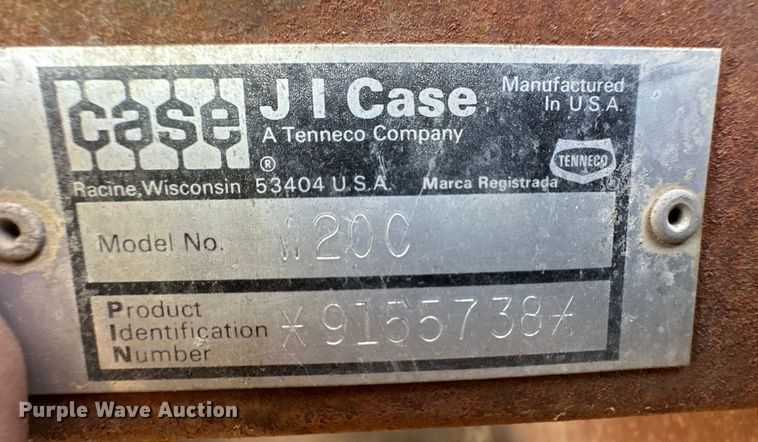 case
®
J I Case
A Tenneco Company
Manufactured
In U.S.A.
TENNECO
Racine, Wisconsin 53404 U.S.A.
Marca Registrada
Model No. W20C
Product
Identification
Number
*9155738*
Purple Wave Auction